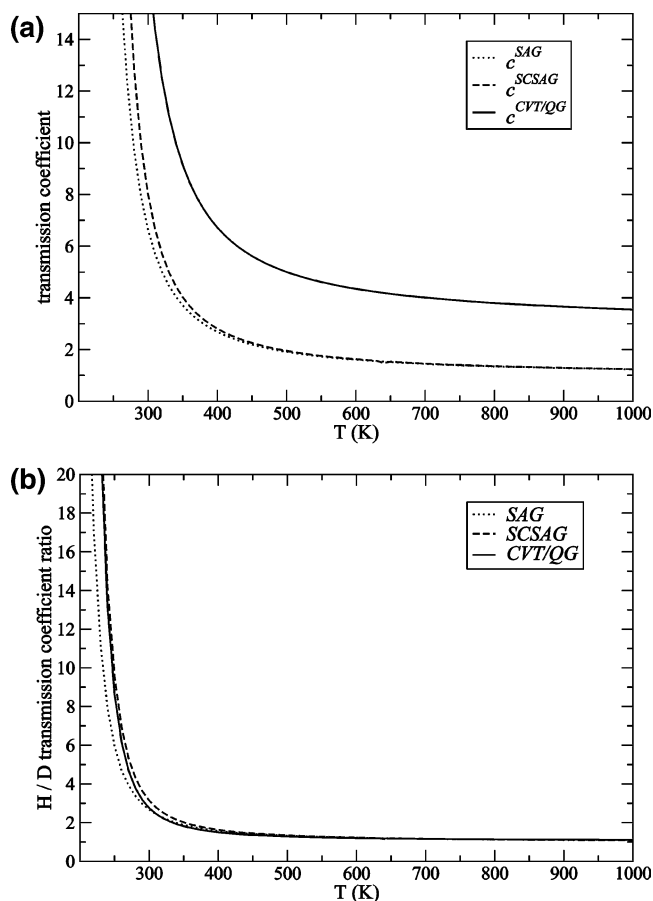 (a)
14
12
10
8
6
4
2
0
transmission coefficient
c^SAG
c^SCSAG
c^CVT/QG
300 400 500 600 700 800 900 1000
T (K)
(b)
20
18
16
14
12
10
8
6
4
2
0
H / D transmission coefficient ratio
SAG
SCSAG
CVT/QG
300 400 500 600 700 800 900 1000
T (K)